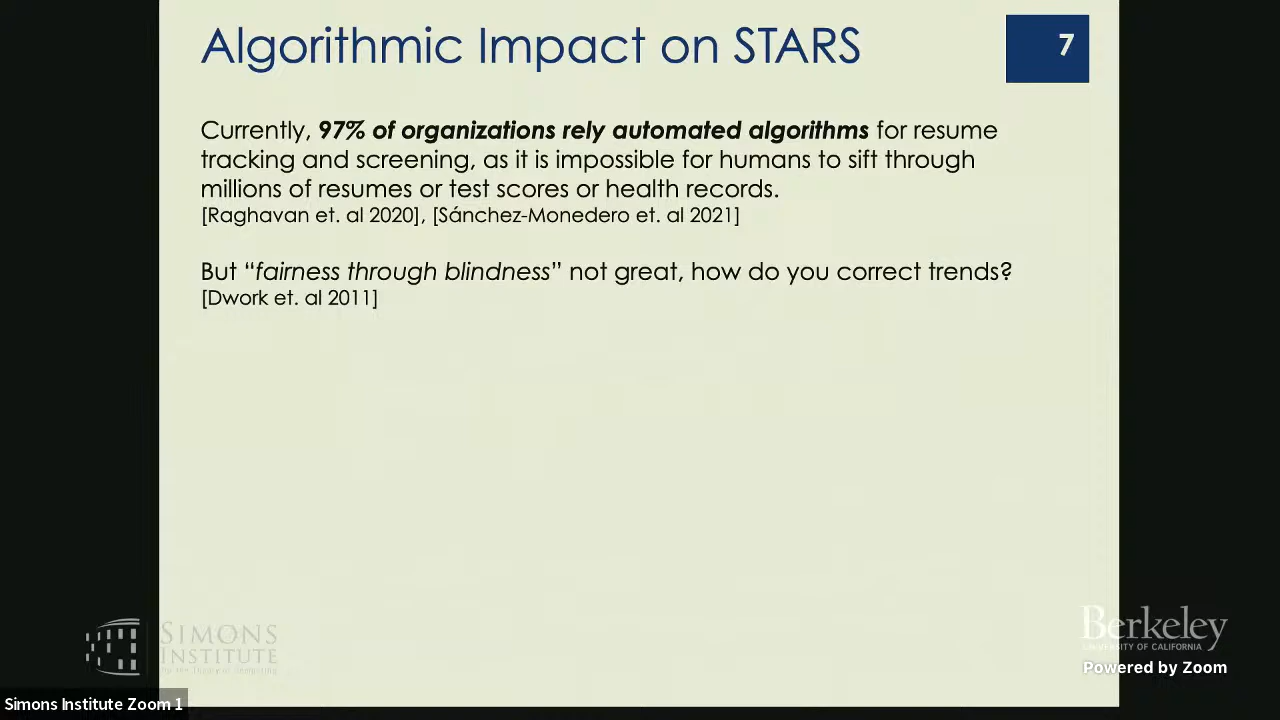 Algorithmic Impact on STARS
7
Currently, 97% of organizations rely automated algorithms for resume
tracking and screening, as it is impossible for humans to sift through
millions of resumes or test scores or health records.
[Raghavan et. al 2020], [Sánchez-Monedero et. al 2021]
But “fairness through blindness” not great, how do you correct trends?
[Dwork et. al 2011]
SIMONS
INSTITUTE
Berkeley
UNIVERSITY OF CALIFORNIA
Powered by Zoom
Simons Institute Zoom 1